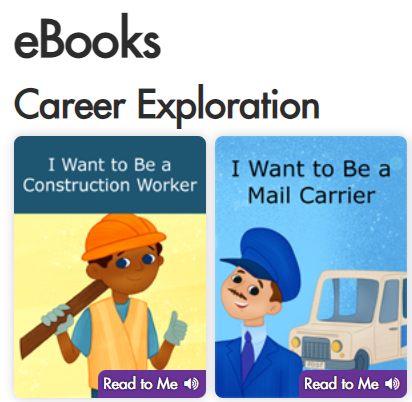 eBooks
Career Exploration
I Want to Be a
Construction Worker
Read to Me
I Want to Be a
Mail Carrier
Read to Me